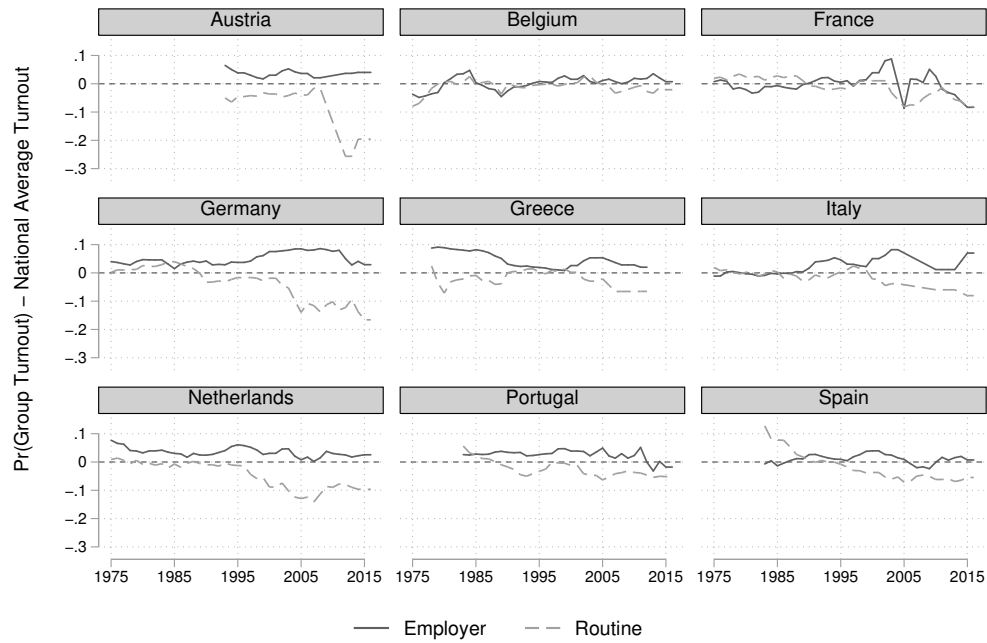 Pr(Group Turnout) – National Average Turnout
Austria
Belgium
France
.1
0
–.1
–.2
–.3
Germany
Greece
Italy
.1
0
–.1
–.2
–.3
Netherlands
Portugal
Spain
.1
0
–.1
–.2
–.3
1975 1985 1995 2005 2015
1975 1985 1995 2005 2015
1975 1985 1995 2005 2015
Employer Routine